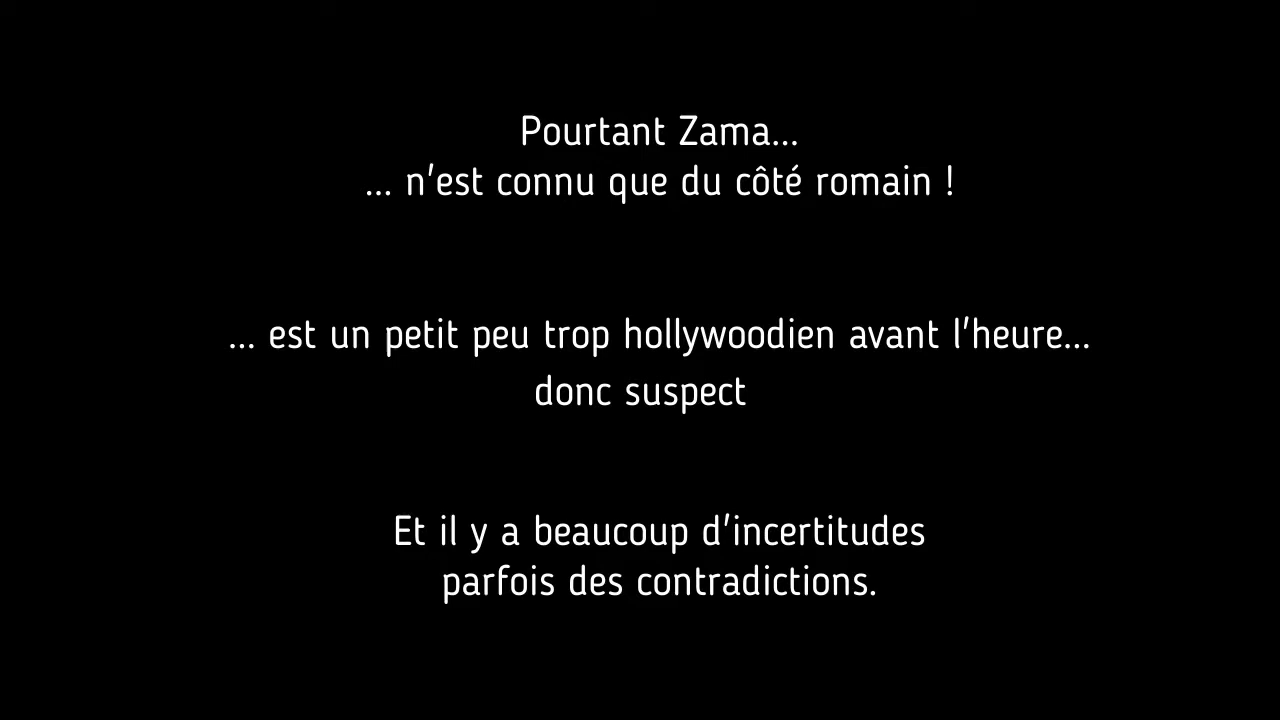 Pourtant Zama...
... n'est connu que du côté romain !
... est un petit peu trop hollywoodien avant l'heure...
donc suspect
Et il y a beaucoup d'incertitudes
parfois des contradictions.